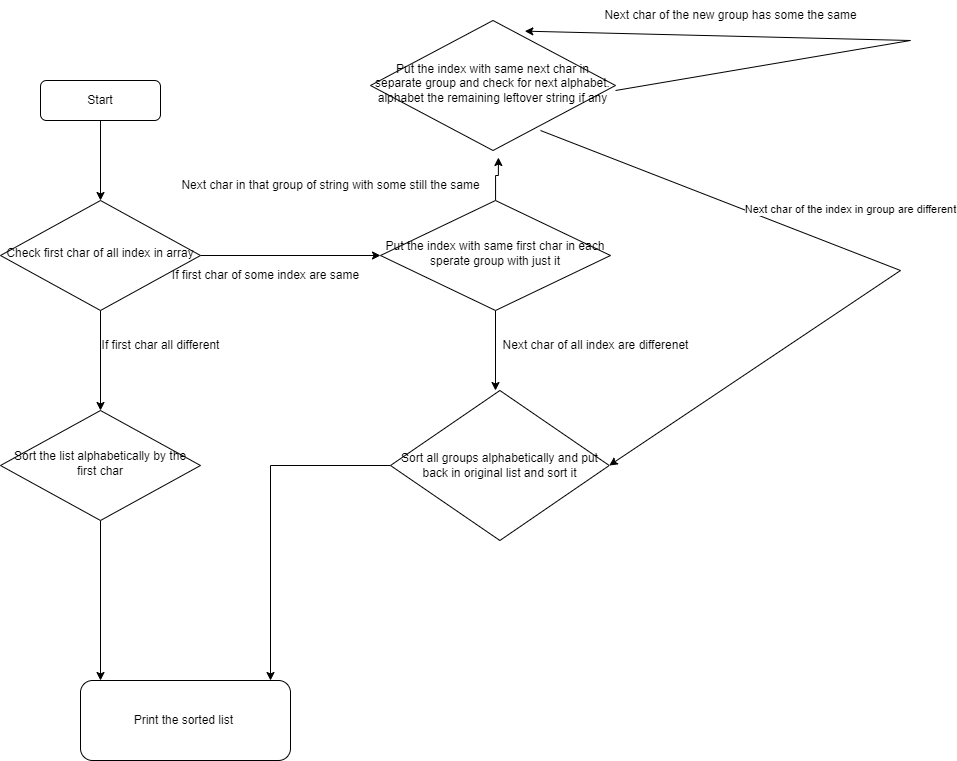 Next char of the new group has some the same
Put the index with same next char in
separate group and check for next alphabet.
alphabet the remaining leftover string if any
Start
Next char in that group of string with some still the same
Next char of the index in group are different
Check first char of all index in array
Put the index with same first char in each
sperate group with just it
If first char of some index are same
If first char all different
Next char of all index are differenet
Sort the list alphabetically by the
first char
Sort all groups alphabetically and put
back in original list and sort it
Print the sorted list